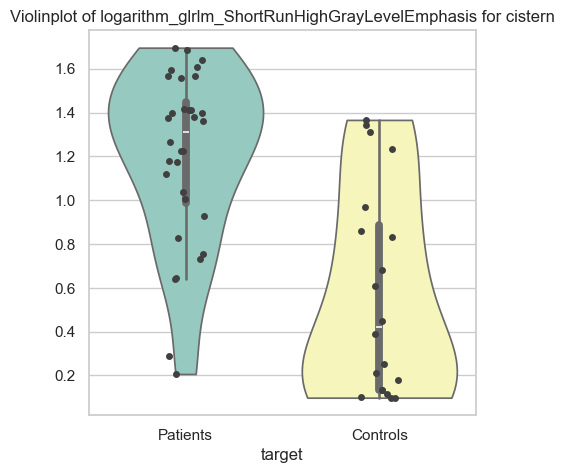 Violinplot of logarithm_glrlm_ShortRunHighGrayLevelEmphasis for cistern
1.6
1.4
1.2
1.0
0.8
0.6
0.4
0.2
Patients Controls
target